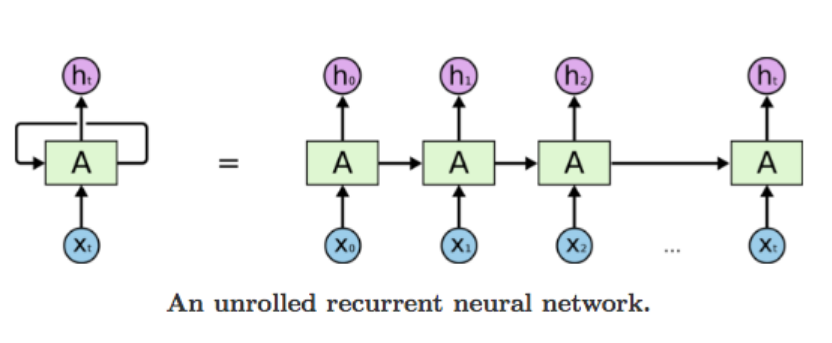 hₜ h₀ h₁ h₂ hₜ
A = A A A A
xₜ x₀ x₁ x₂ ... xₜ
An unrolled recurrent neural network.